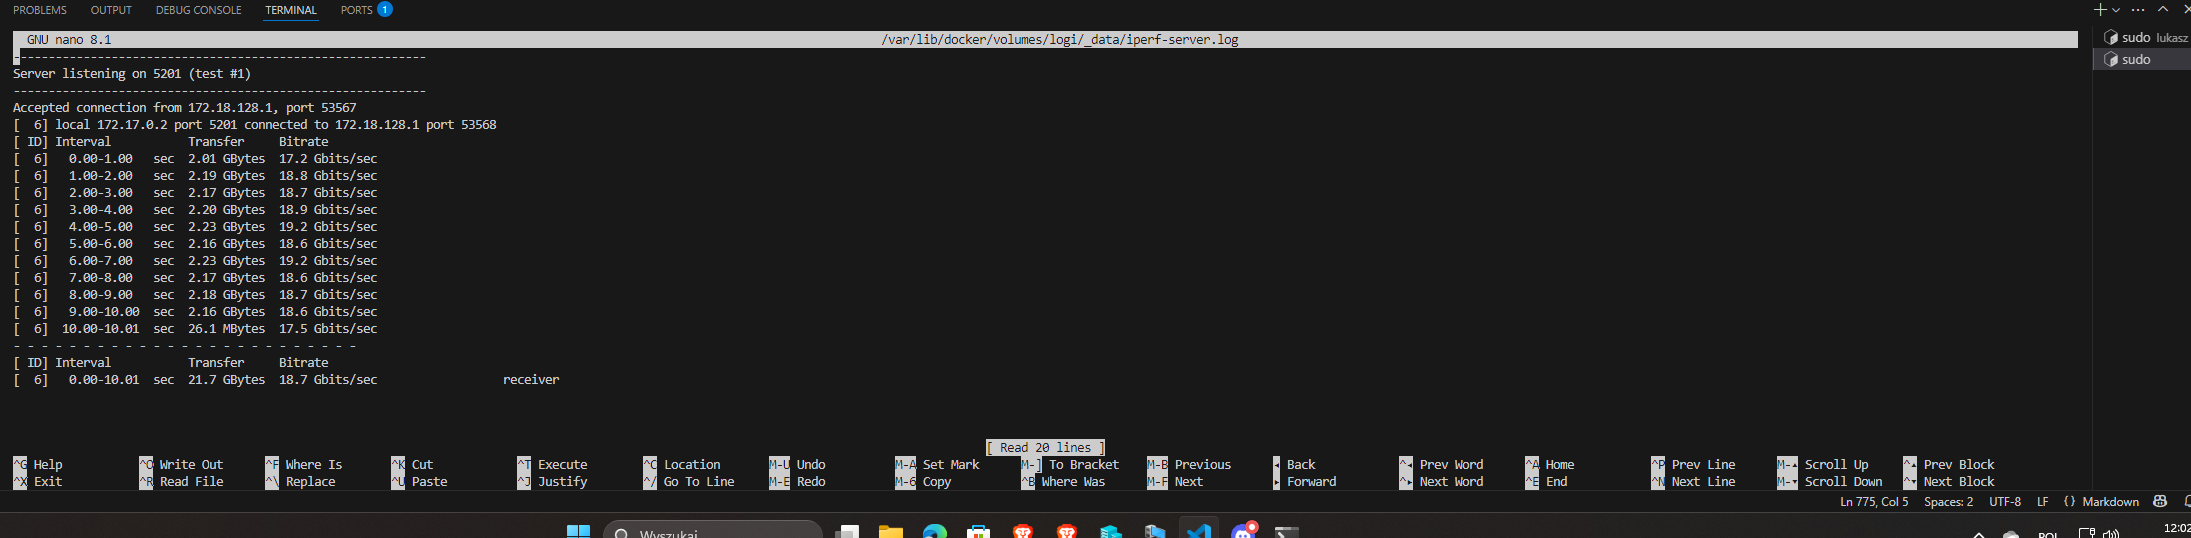 PROBLEMS OUTPUT DEBUG CONSOLE TERMINAL PORTS 1
GNU nano 8.1 /var/lib/docker/volumes/logi/_data/iperf-server.log
sudo lukasz
-----------------------------------------------------------
sudo
Server listening on 5201 (test #1)
-----------------------------------------------------------
Accepted connection from 172.18.128.1, port 53567
[  6] local 172.17.0.2 port 5201 connected to 172.18.128.1 port 53568
[ ID] Interval           Transfer     Bitrate
[  6]   0.00-1.00   sec  2.01 GBytes  17.2 Gbits/sec
[  6]   1.00-2.00   sec  2.19 GBytes  18.8 Gbits/sec
[  6]   2.00-3.00   sec  2.17 GBytes  18.7 Gbits/sec
[  6]   3.00-4.00   sec  2.20 GBytes  18.9 Gbits/sec
[  6]   4.00-5.00   sec  2.23 GBytes  19.2 Gbits/sec
[  6]   5.00-6.00   sec  2.16 GBytes  18.6 Gbits/sec
[  6]   6.00-7.00   sec  2.23 GBytes  19.2 Gbits/sec
[  6]   7.00-8.00   sec  2.17 GBytes  18.6 Gbits/sec
[  6]   8.00-9.00   sec  2.18 GBytes  18.7 Gbits/sec
[  6]   9.00-10.00  sec  2.16 GBytes  18.6 Gbits/sec
[  6]  10.00-10.01  sec  26.1 MBytes  17.5 Gbits/sec
- - - - - - - - - - - - - - - - - - - - - - - - -
[ ID] Interval           Transfer     Bitrate
[  6]   0.00-10.01  sec  21.7 GBytes  18.7 Gbits/sec                  receiver
[ Read 20 lines ]
^G Help ^O Write Out ^F Where Is ^K Cut ^T Execute ^C Location M-U Undo M-A Set Mark M-] To Bracket M-B Previous ◂ Back ^◂ Prev Word ^A Home ^P Prev Line M-▴ Scroll Up ^▴ Prev Block
^X Exit ^R Read File ^\ Replace ^U Paste ^J Justify ^/ Go To Line M-E Redo M-6 Copy ^B Where Was M-F Next ▸ Forward ^▸ Next Word ^E End ^N Next Line M-▾ Scroll Down ^▾ Next Block
Ln 775, Col 5 Spaces: 2 UTF-8 LF {} Markdown
Wyszukaj POL 12:02